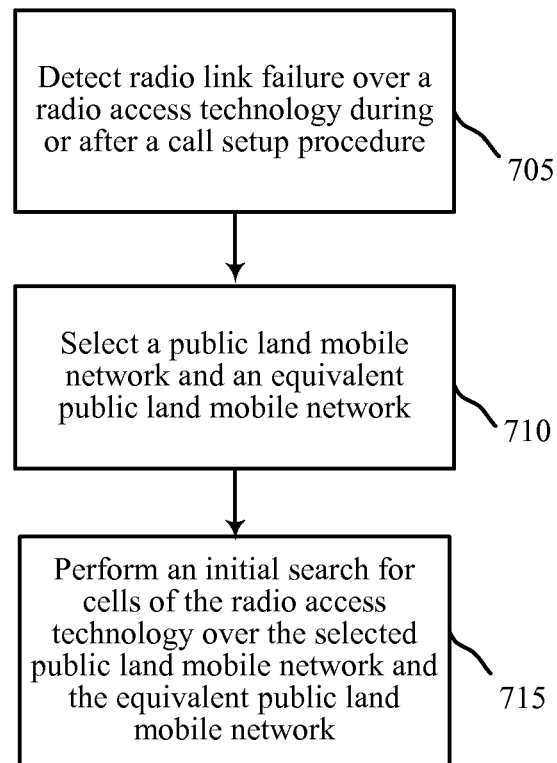 Detect radio link failure over a
radio access technology during
or after a call setup procedure
705
Select a public land mobile
network and an equivalent
public land mobile network
710
Perform an initial search for
cells of the radio access
technology over the selected
public land mobile network and
the equivalent public land
mobile network
715